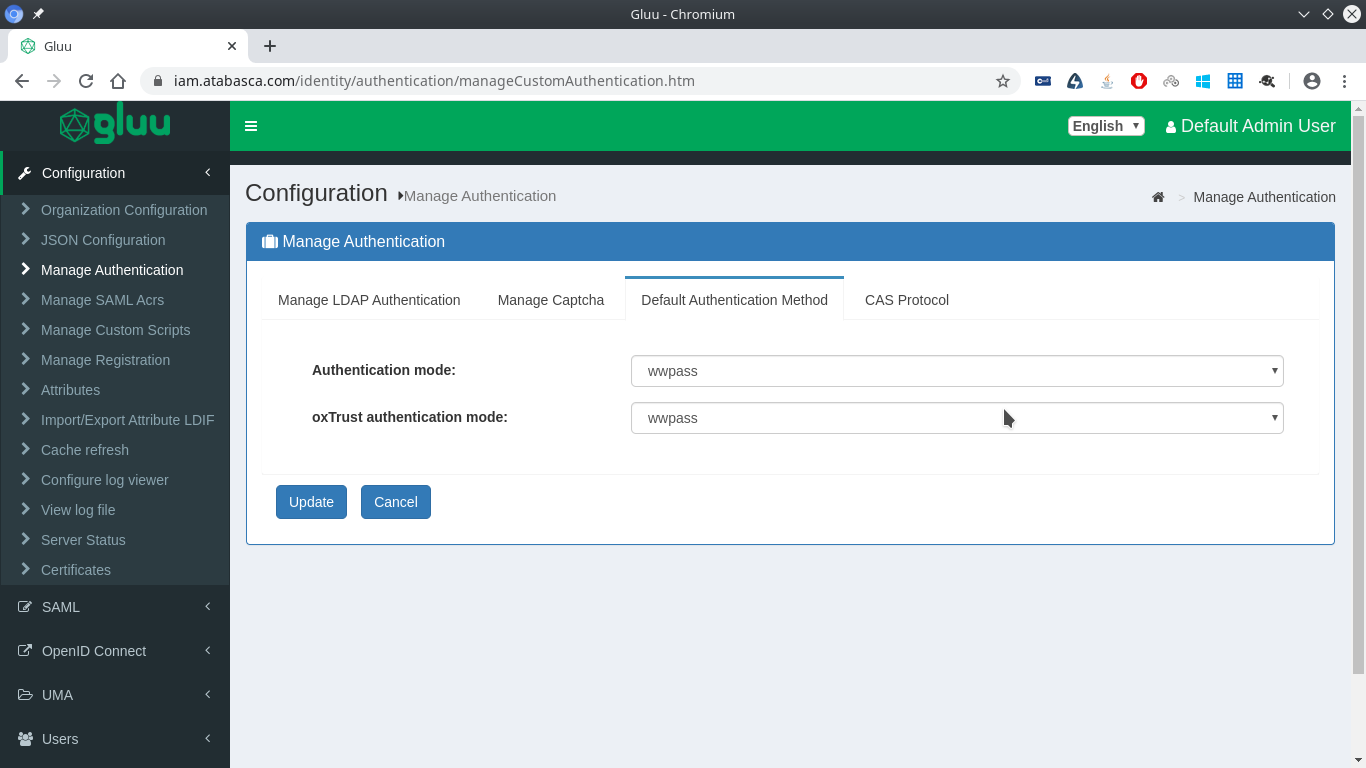 Gluu - Chromium
Gluu
iam.atabasca.com/identity/authentication/manageCustomAuthentication.htm
gluu
English
Default Admin User
Configuration
Organization Configuration
JSON Configuration
Manage Authentication
Manage SAML Acrs
Manage Custom Scripts
Manage Registration
Attributes
Import/Export Attribute LDIF
Cache refresh
Configure log viewer
View log file
Server Status
Certificates
SAML
OpenID Connect
UMA
Users
Configuration Manage Authentication
> Manage Authentication
Manage Authentication
Manage LDAP Authentication
Manage Captcha
Default Authentication Method
CAS Protocol
Authentication mode:
wwpass
oxTrust authentication mode:
wwpass
Update
Cancel